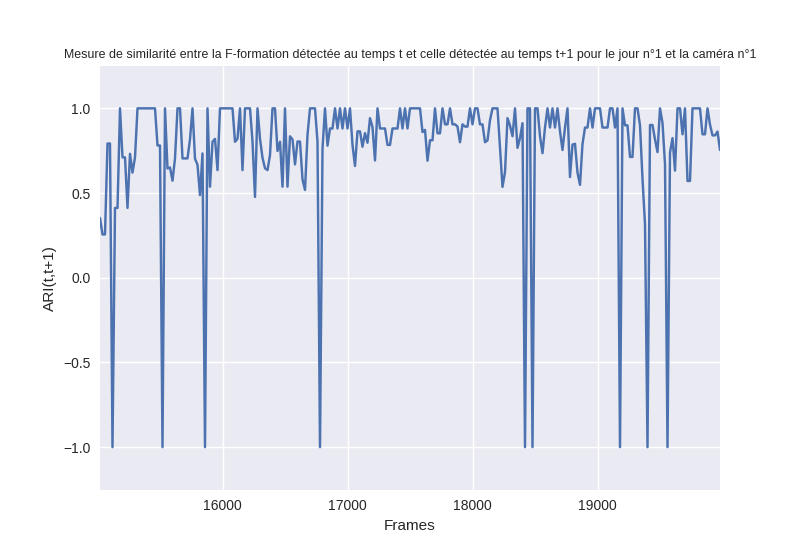 Mesure de similarité entre la F-formation détectée au temps t et celle détectée au temps t+1 pour le jour n°1 et la caméra n°1
1.0
0.5
0.0
−0.5
−1.0
ARI(t,t+1)
16000 17000 18000 19000
Frames